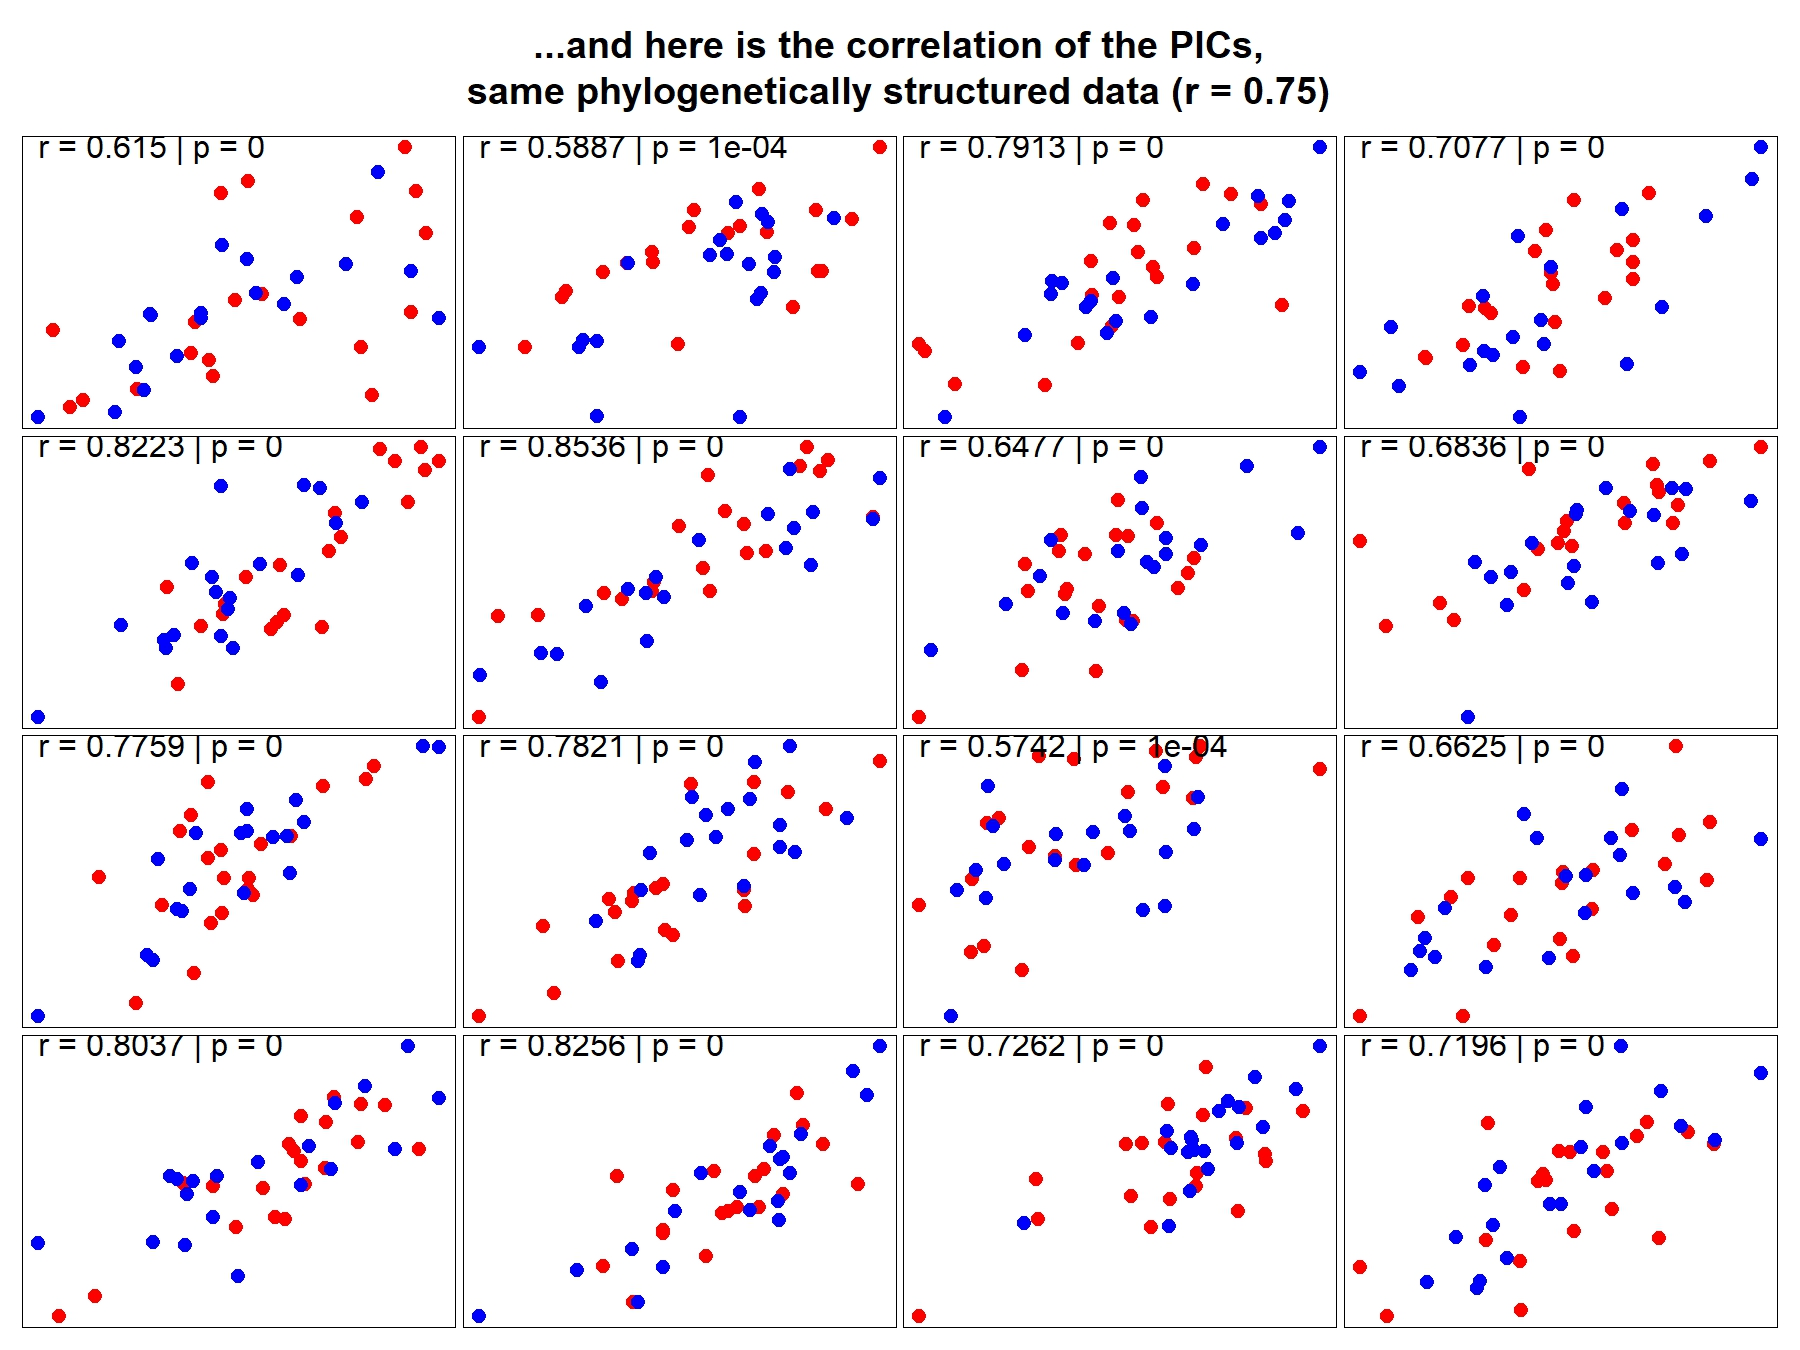 ...and here is the correlation of the PICs,
same phylogenetically structured data (r = 0.75)
r = 0.615 | p = 0
r = 0.5887 | p = 1e-04
r = 0.7913 | p = 0
r = 0.7077 | p = 0
r = 0.8223 | p = 0
r = 0.8536 | p = 0
r = 0.6477 | p = 0
r = 0.6836 | p = 0
r = 0.7759 | p = 0
r = 0.7821 | p = 0
r = 0.5742 | p = 1e-04
r = 0.6625 | p = 0
r = 0.8037 | p = 0
r = 0.8256 | p = 0
r = 0.7262 | p = 0
r = 0.7196 | p = 0